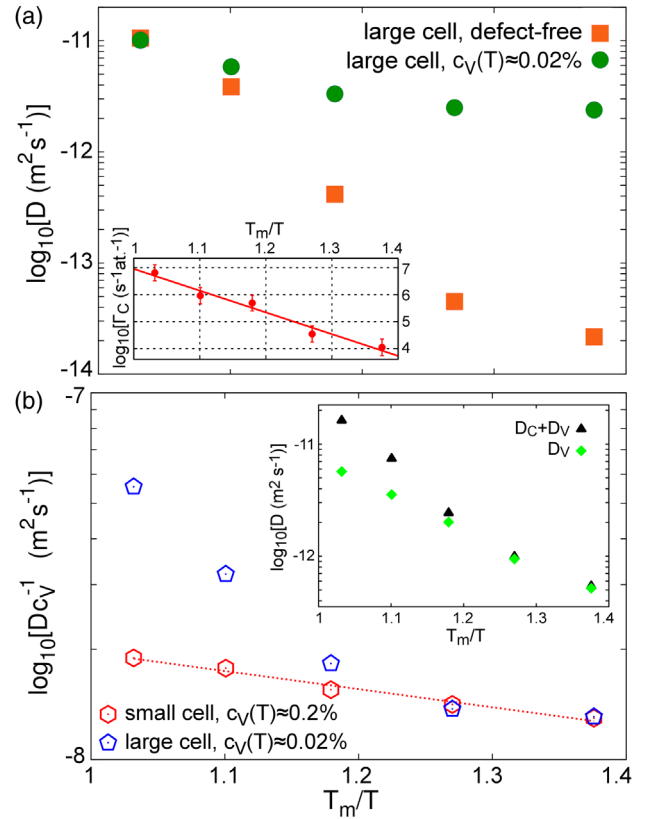 (a)
-11
-12
-13
-14
log10[D (m2 s-1)]
large cell, defect-free
large cell, cV(T)≈0.02%
Tm/T
1 1.1 1.2 1.3 1.4
7
6
5
4
log10[ΓC (s-1at.-1)]
(b)
-7
-8
log10[DcV-1 (m2s-1)]
DC+DV
DV
-11
-12
log10[D (m2 s-1)]
1 1.1 1.2 1.3 1.4
Tm/T
small cell, cV(T)≈0.2%
large cell, cV(T)≈0.02%
1 1.1 1.2 1.3 1.4
Tm/T